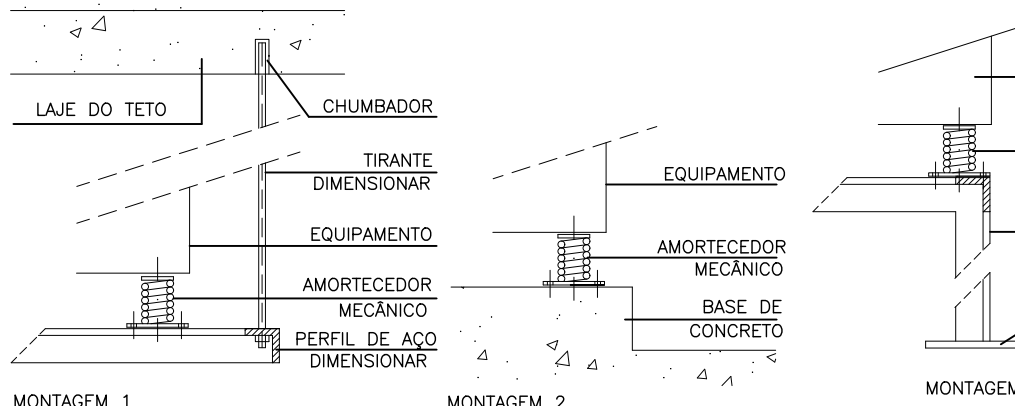 LAJE DO TETO
CHUMBADOR
TIRANTE
DIMENSIONAR
EQUIPAMENTO
AMORTECEDOR
MECÂNICO
PERFIL DE AÇO
DIMENSIONAR
MONTAGEM 1
EQUIPAMENTO
AMORTECEDOR
MECÂNICO
BASE DE
CONCRETO
MONTAGEM 2
MONTAGEM